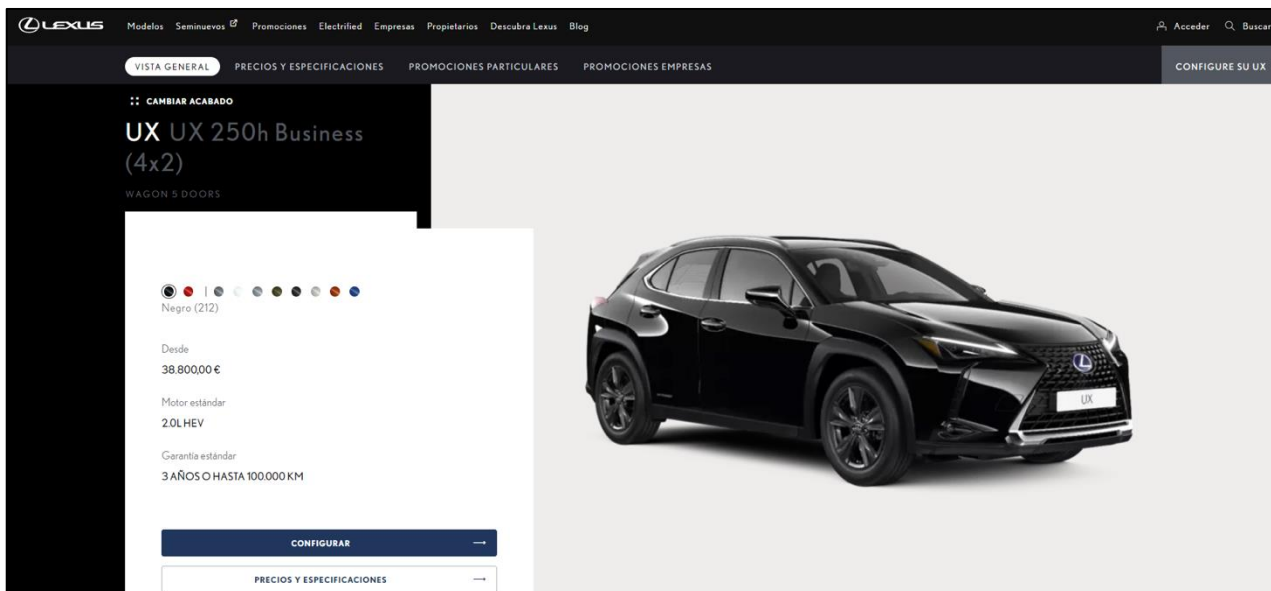 LEXUS Modelos Seminuevos Promociones Electrified Empresas Propietarios Descubra Lexus Blog Acceder Buscar
VISTA GENERAL PRECIOS Y ESPECIFICACIONES PROMOCIONES PARTICULARES PROMOCIONES EMPRESAS CONFIGURE SU UX
CAMBIAR ACABADO
UX UX 250h Business
(4x2)
WAGON 5 DOORS
Negro (212)
Desde
38.800,00 €
Motor estándar
2.0L HEV
Garantía estándar
3 AÑOS O HASTA 100.000 KM
CONFIGURAR
PRECIOS Y ESPECIFICACIONES
UX